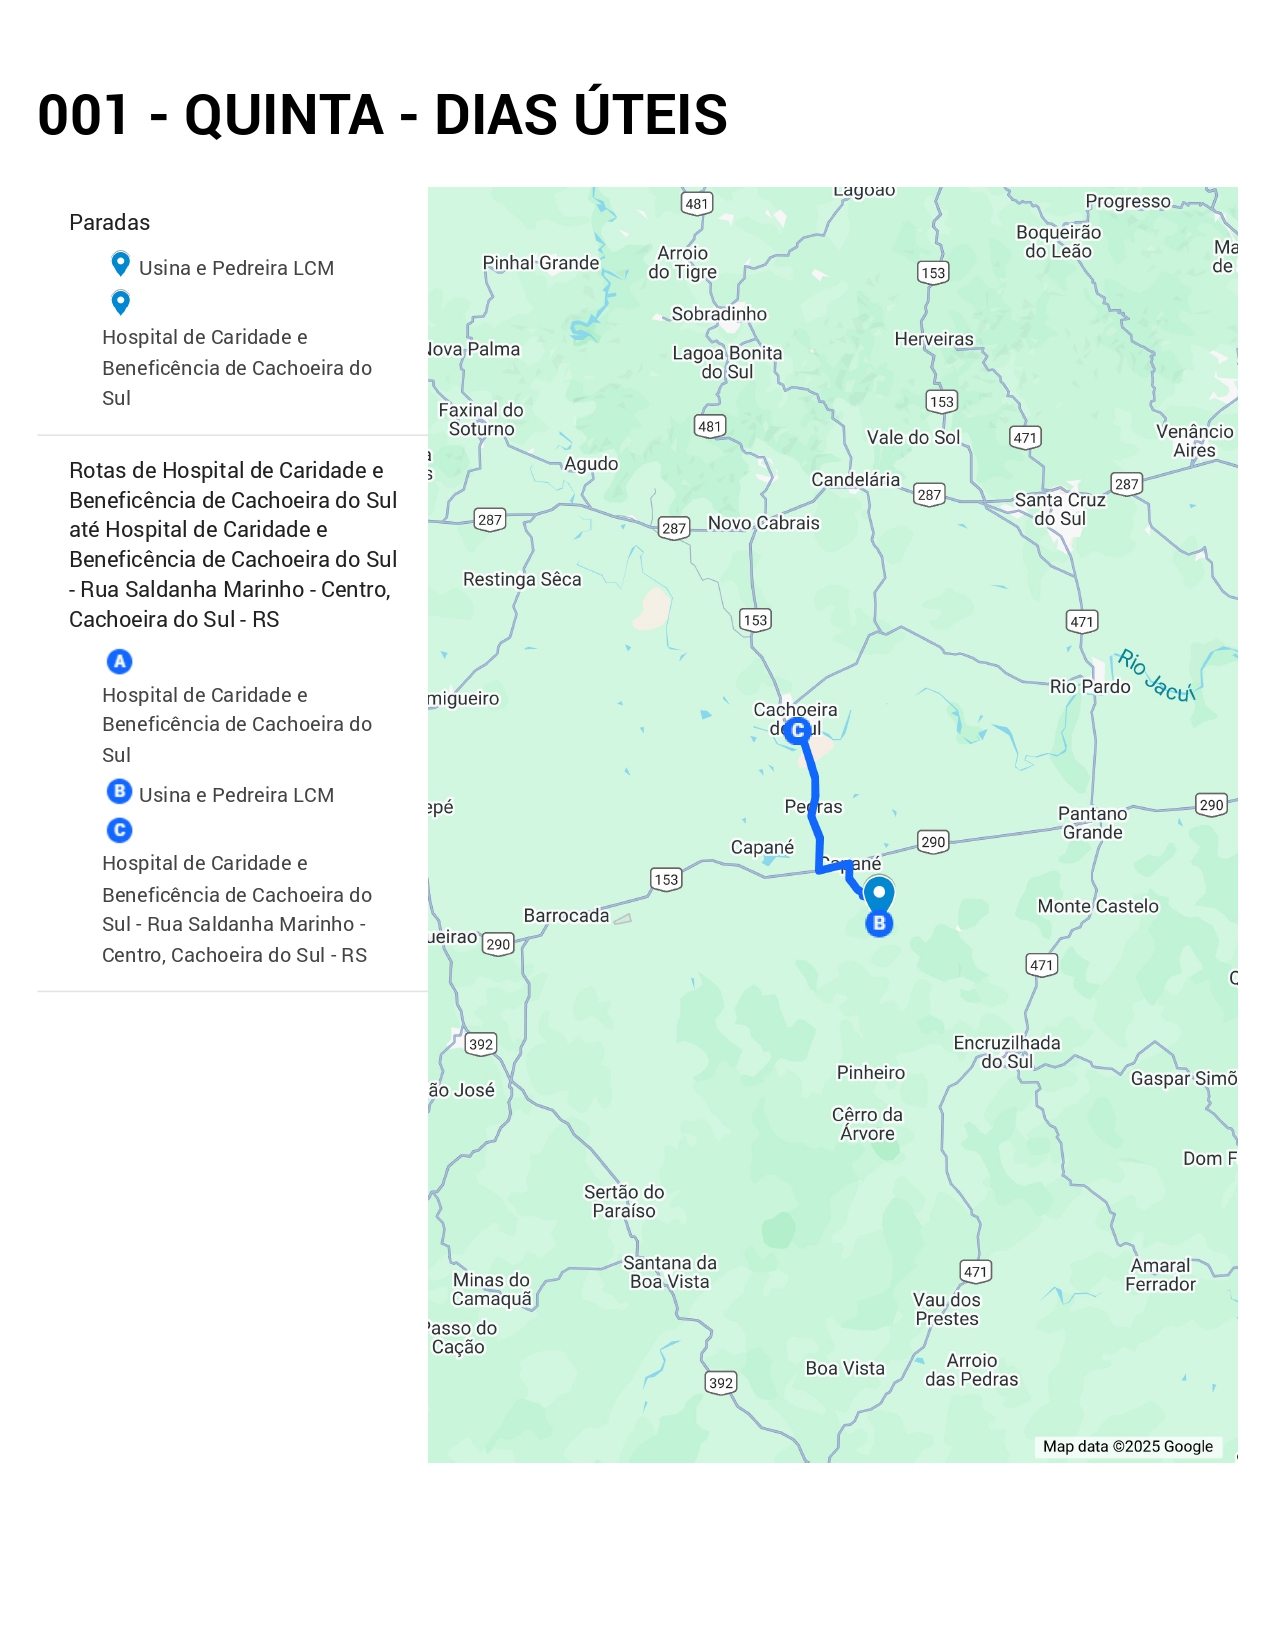 001 - QUINTA - DIAS ÚTEIS
Paradas
Usina e Pedreira LCM
Hospital de Caridade e
Beneficência de Cachoeira do
Sul
Rotas de Hospital de Caridade e
Beneficência de Cachoeira do Sul
até Hospital de Caridade e
Beneficência de Cachoeira do Sul
- Rua Saldanha Marinho - Centro,
Cachoeira do Sul - RS
A
Hospital de Caridade e
Beneficência de Cachoeira do
Sul
B Usina e Pedreira LCM
C
Hospital de Caridade e
Beneficência de Cachoeira do
Sul - Rua Saldanha Marinho -
Centro, Cachoeira do Sul - RS
Lagoão
481
Progresso
Boqueirão
do Leão
Arroio
do Tigre
Pinhal Grande
Ma
de
153
Sobradinho
Herveiras
Nova Palma
Lagoa Bonita
do Sul
153
Faxinal do
Soturno
481
Vale do Sol
471
Venâncio
Aires
Agudo
Candelária
287
287
Santa Cruz
do Sul
287
287
Novo Cabrais
Restinga Sêca
153
471
Rio Jacuí
Rio Pardo
migueiro
Cachoeira
do Sul
C
epé
Pedras
290
Pantano
Grande
Capané
290
Capané
153
B
Monte Castelo
Barrocada
ueirao
290
471
Q
392
Encruzilhada
do Sul
Pinheiro
Gaspar Simõ
ão José
Cêrro da
Árvore
Dom F
Sertão do
Paraíso
Santana da
Boa Vista
471
Amaral
Ferrador
Minas do
Camaquã
Vau dos
Prestes
Passo do
Cação
Boa Vista
Arroio
das Pedras
392
Map data ©2025 Google